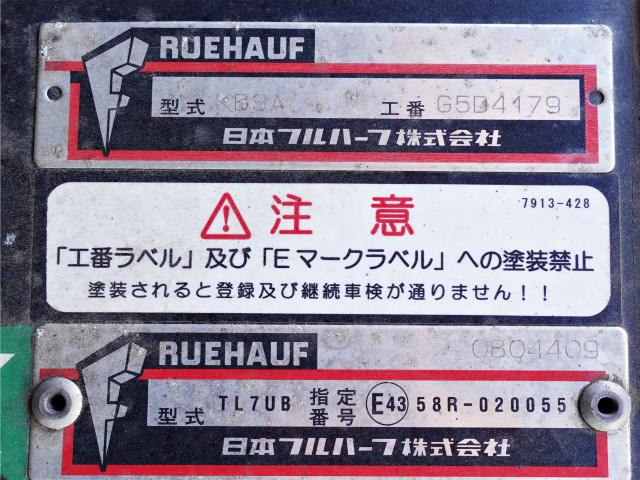 FRUEHAUF
型式 KB9A 工番 G5D4179
日本フルハーフ株式会社
注意 7913-428
「工番ラベル」及び「Eマークラベル」への塗装禁止
塗装されると登録及び継続車検が通りません!!
FRUEHAUF 0804409
型式 TL7UB 指定番号 E43 58R-020055
日本フルハーフ株式会社